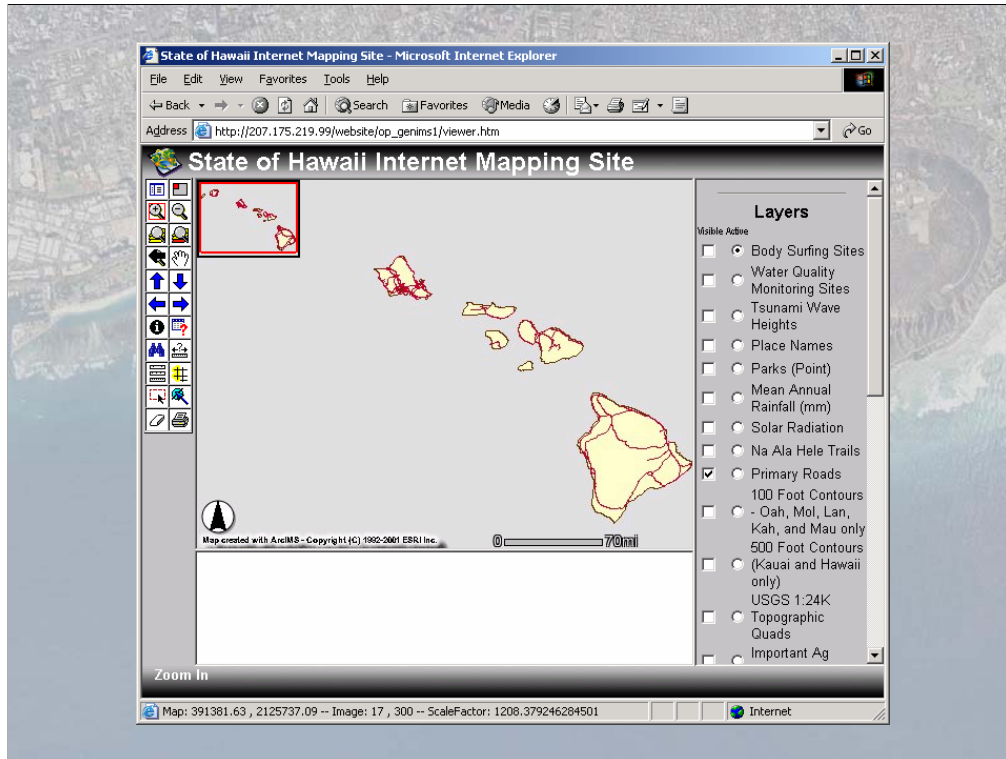 State of Hawaii Internet Mapping Site - Microsoft Internet Explorer
File Edit View Favorites Tools Help
Back Search Favorites Media
Address http://207.175.219.99/website/op_genims1/viewer.htm Go
State of Hawaii Internet Mapping Site
Layers
Visible Active
Body Surfing Sites
Water Quality
Monitoring Sites
Tsunami Wave
Heights
Place Names
Parks (Point)
Mean Annual
Rainfall (mm)
Solar Radiation
Na Ala Hele Trails
Primary Roads
100 Foot Contours
- Oah, Mol, Lan,
Kah, and Mau only
500 Foot Contours
(Kauai and Hawaii
only)
USGS 1:24K
Topographic
Quads
Important Ag
Map created with ArcIMS - Copyright (C) 1992-2001 ESRI Inc.
0 70mi
Zoom In
Map: 391381.63 , 2125737.09 -- Image: 17 , 300 -- ScaleFactor: 1208.379246284501
Internet